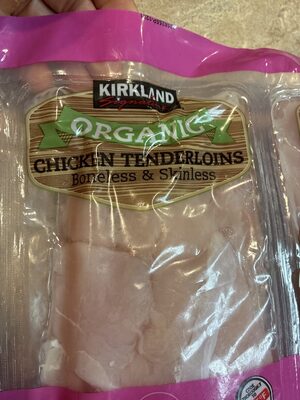 KIRKLAND
Signature
ORGANIC
CHICKEN TENDERLOINS
Boneless & Skinless